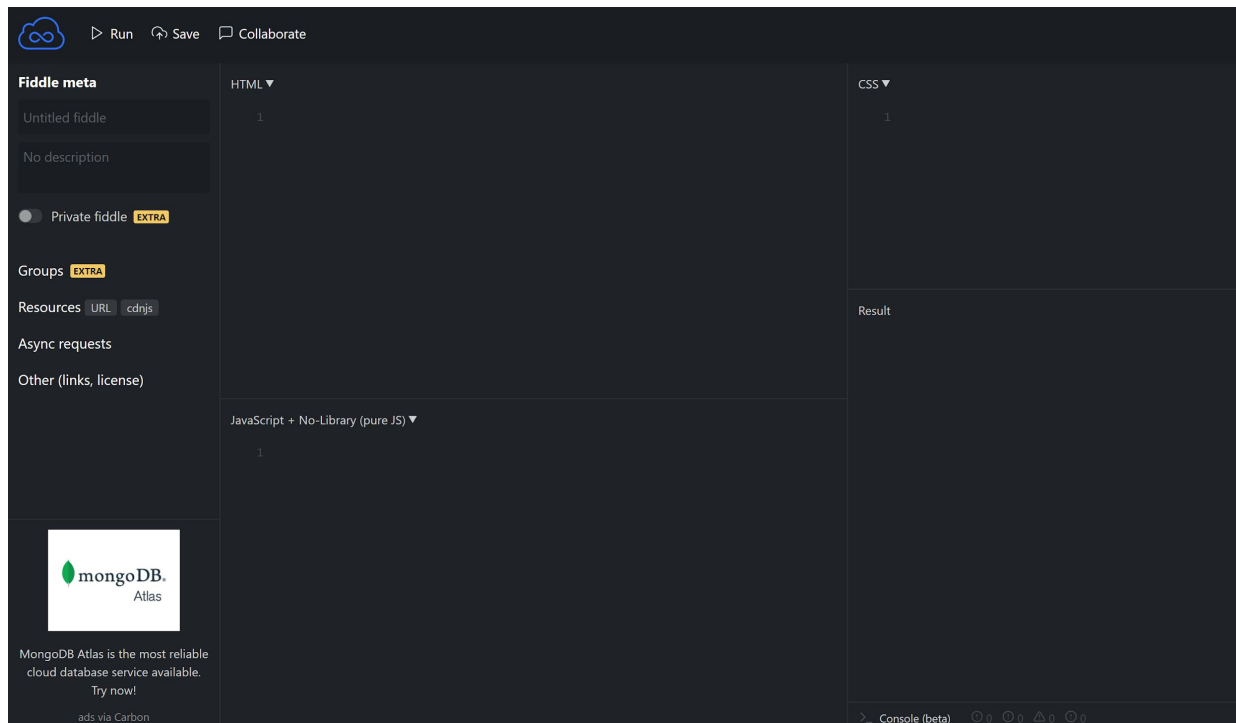 Run Save Collaborate
Fiddle meta
Untitled fiddle
No description
Private fiddle EXTRA
Groups EXTRA
Resources URL cdnjs
Async requests
Other (links, license)
mongoDB.
Atlas
MongoDB Atlas is the most reliable
cloud database service available.
Try now!
ads via Carbon
HTML ▼
1
JavaScript + No-Library (pure JS) ▼
1
CSS ▼
1
Result
>_ Console (beta) 0 0 0 0